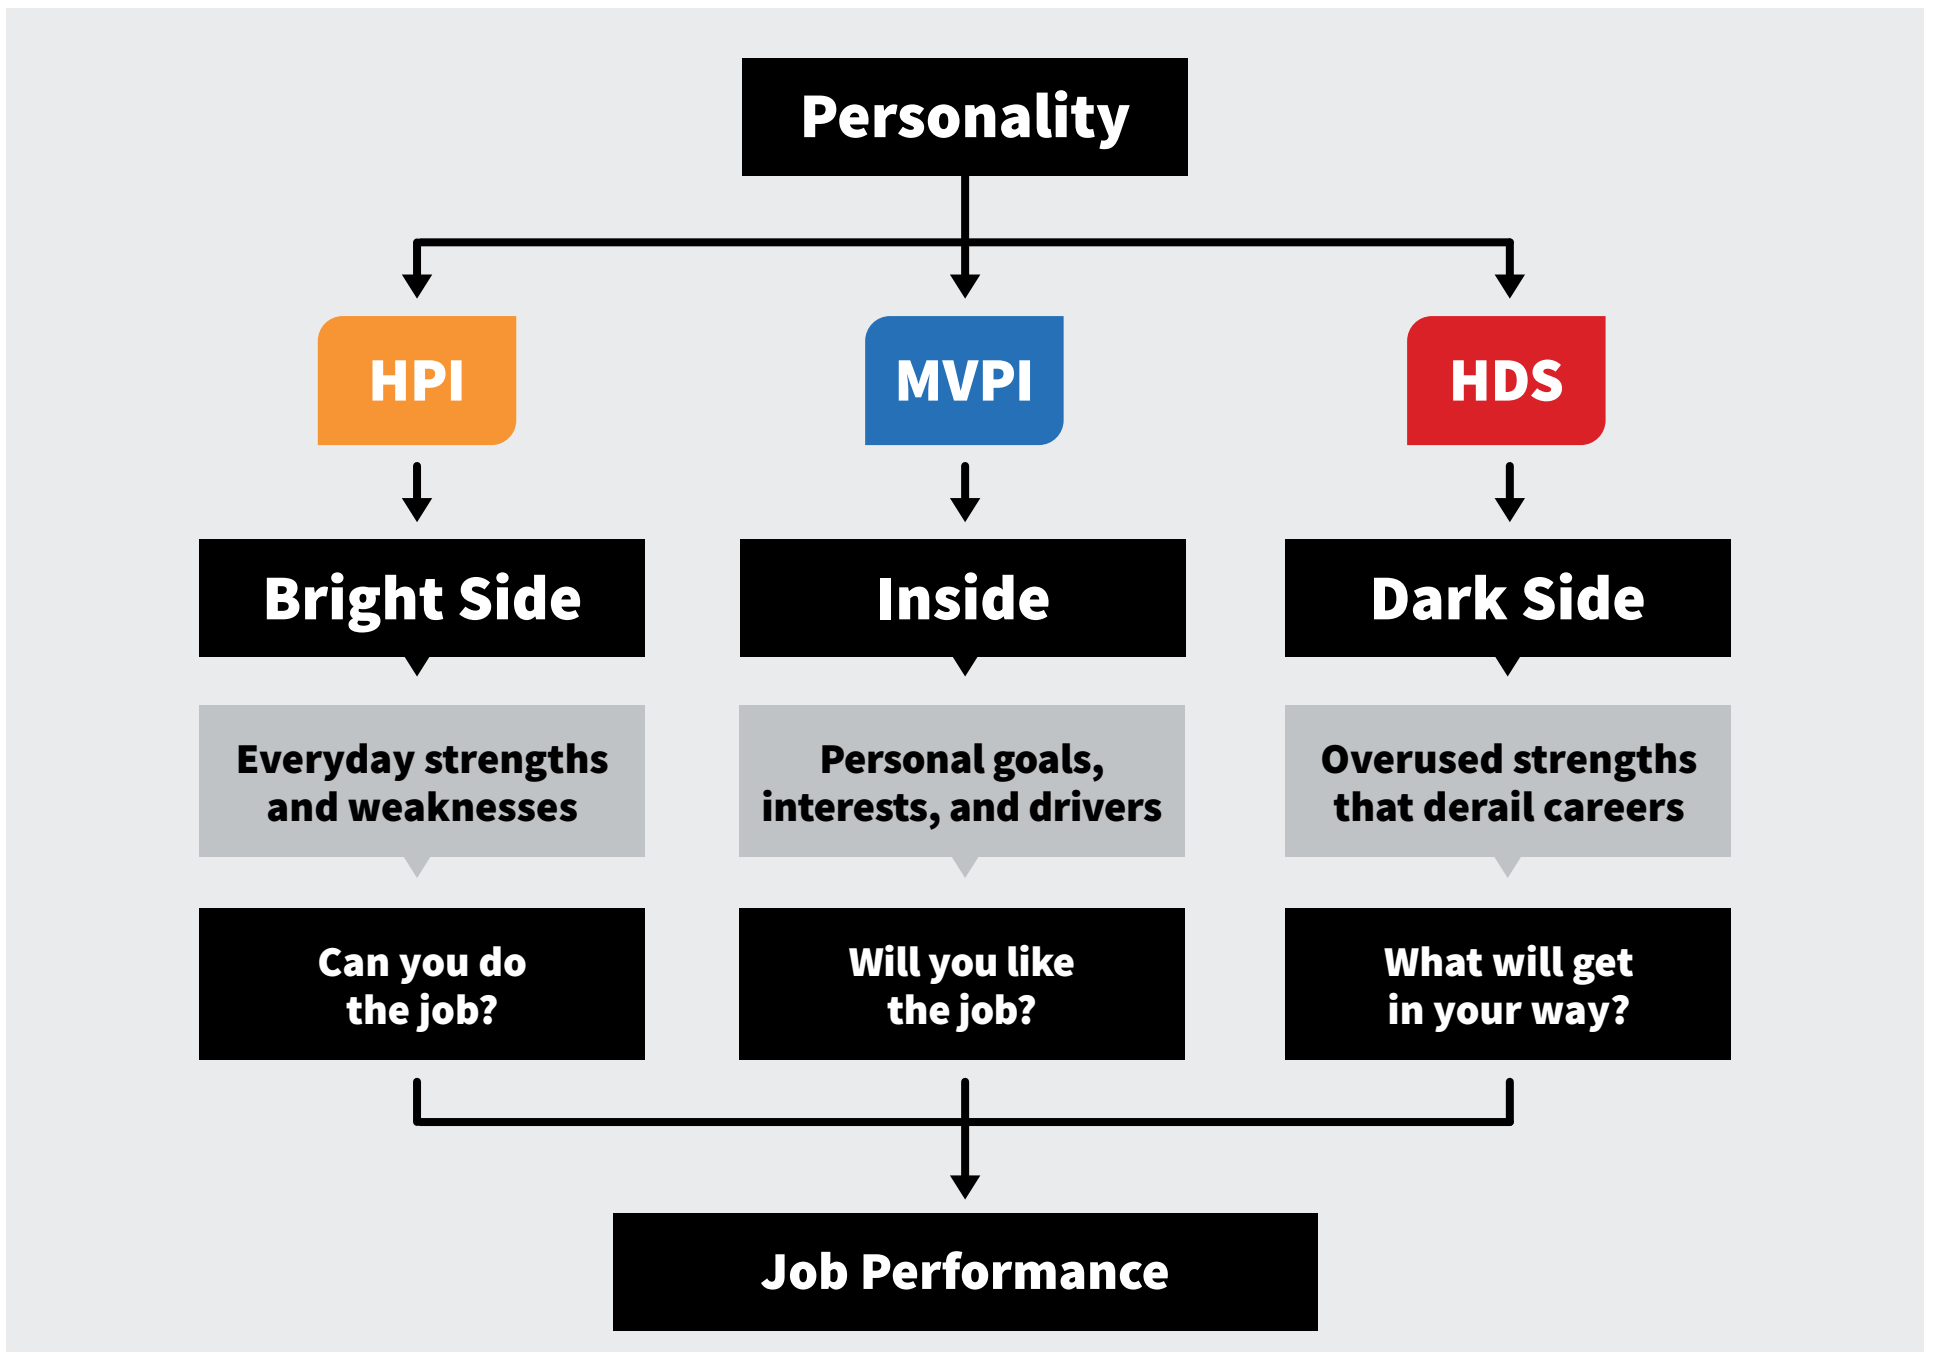 Personality
HPI
MVPI
HDS
Bright Side
Inside
Dark Side
Everyday strengths
and weaknesses
Personal goals,
interests, and drivers
Overused strengths
that derail careers
Can you do
the job?
Will you like
the job?
What will get
in your way?
Job Performance